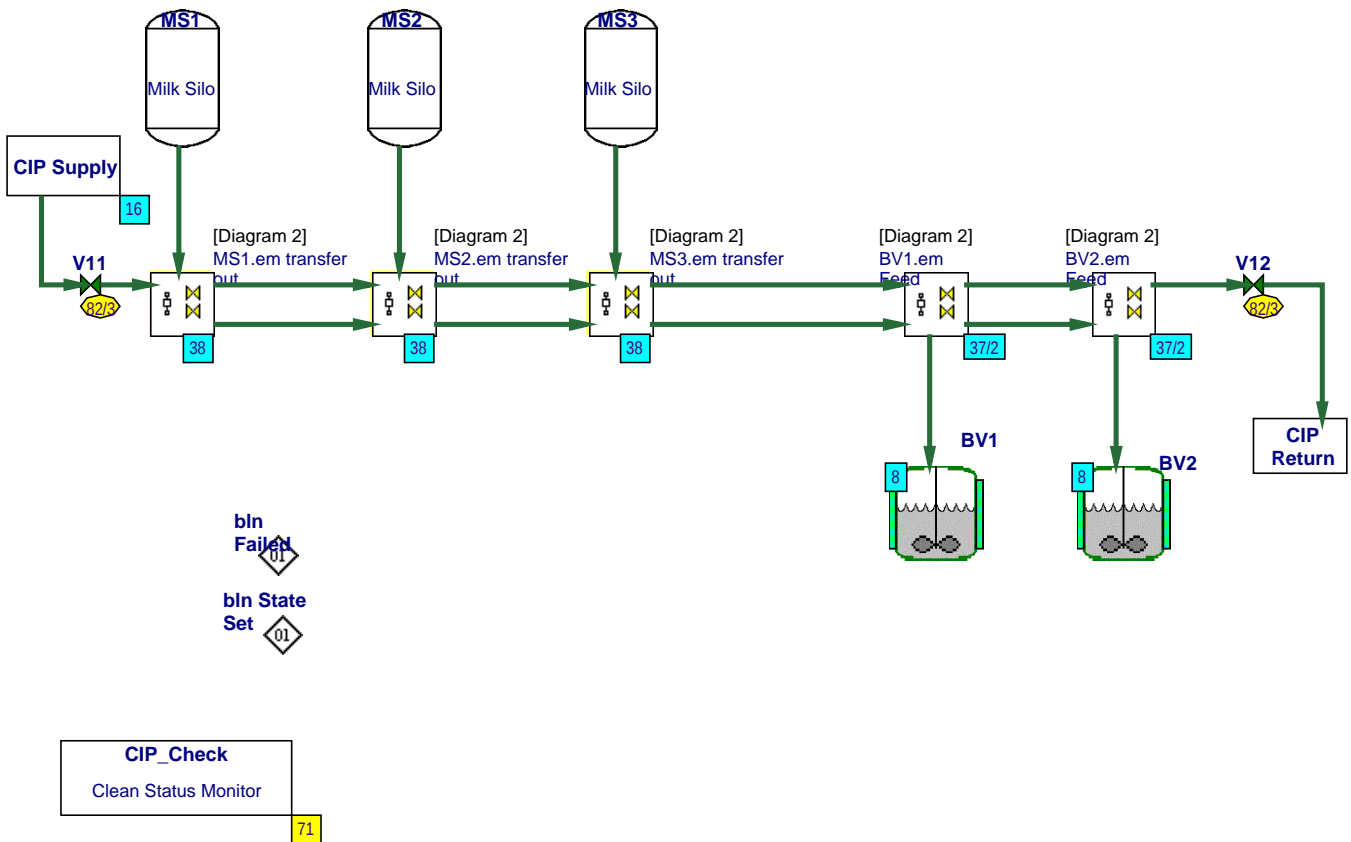 MS1
MS2
MS3
Milk Silo
Milk Silo
Milk Silo
CIP Supply
16
[Diagram 2]
MS1.em transfer
out
[Diagram 2]
MS2.em transfer
out
[Diagram 2]
MS3.em transfer
out
[Diagram 2]
BV1.em
Feed
[Diagram 2]
BV2.em
Feed
V11
82/3
V12
82/3
38
38
38
37/2
37/2
CIP
Return
BV1
8
BV2
8
bln
Failed
01
bln State
Set
01
CIP_Check
Clean Status Monitor
71